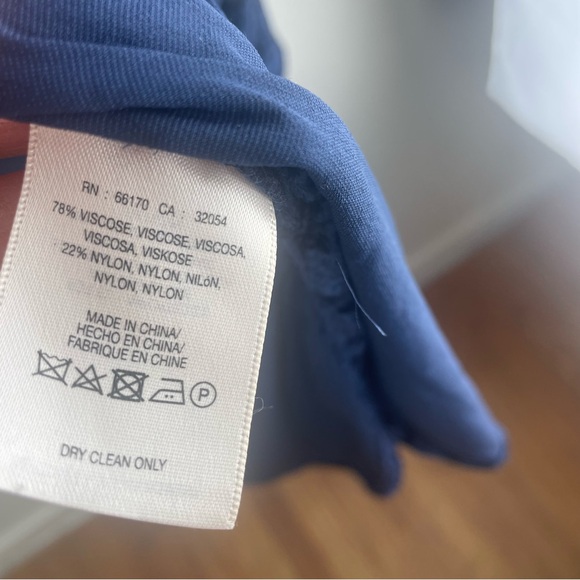 RN : 66170 CA : 32054
78% VISCOSE, VISCOSE, VISCOSA,
VISCOSA, VISKOSE
22% NYLON, NYLON, NILóN,
NYLON, NYLON
MADE IN CHINA/
HECHO EN CHINA/
FABRIQUE EN CHINE
P
DRY CLEAN ONLY